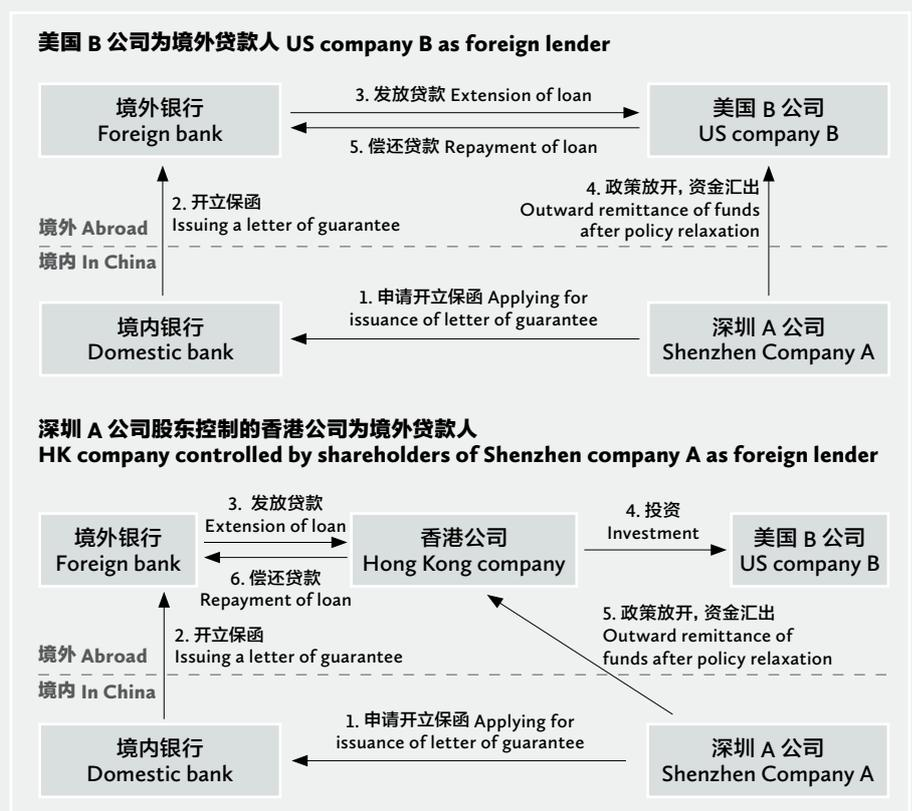 美国 B 公司为境外贷款人 US company B as foreign lender
境外银行
Foreign bank
3. 发放贷款 Extension of loan
5. 偿还贷款 Repayment of loan
美国 B 公司
US company B
2. 开立保函
Issuing a letter of guarantee
4. 政策放开, 资金汇出
Outward remittance of funds
after policy relaxation
境外 Abroad
境内 In China
境内银行
Domestic bank
1. 申请开立保函 Applying for
issuance of letter of guarantee
深圳 A 公司
Shenzhen Company A
深圳 A 公司股东控制的香港公司为境外贷款人
HK company controlled by shareholders of Shenzhen company A as foreign lender
境外银行
Foreign bank
3. 发放贷款
Extension of loan
6. 偿还贷款
Repayment of loan
香港公司
Hong Kong company
4. 投资
Investment
美国 B 公司
US company B
2. 开立保函
Issuing a letter of guarantee
5. 政策放开, 资金汇出
Outward remittance of
funds after policy relaxation
境外 Abroad
境内 In China
境内银行
Domestic bank
1. 申请开立保函 Applying for
issuance of letter of guarantee
深圳 A 公司
Shenzhen Company A